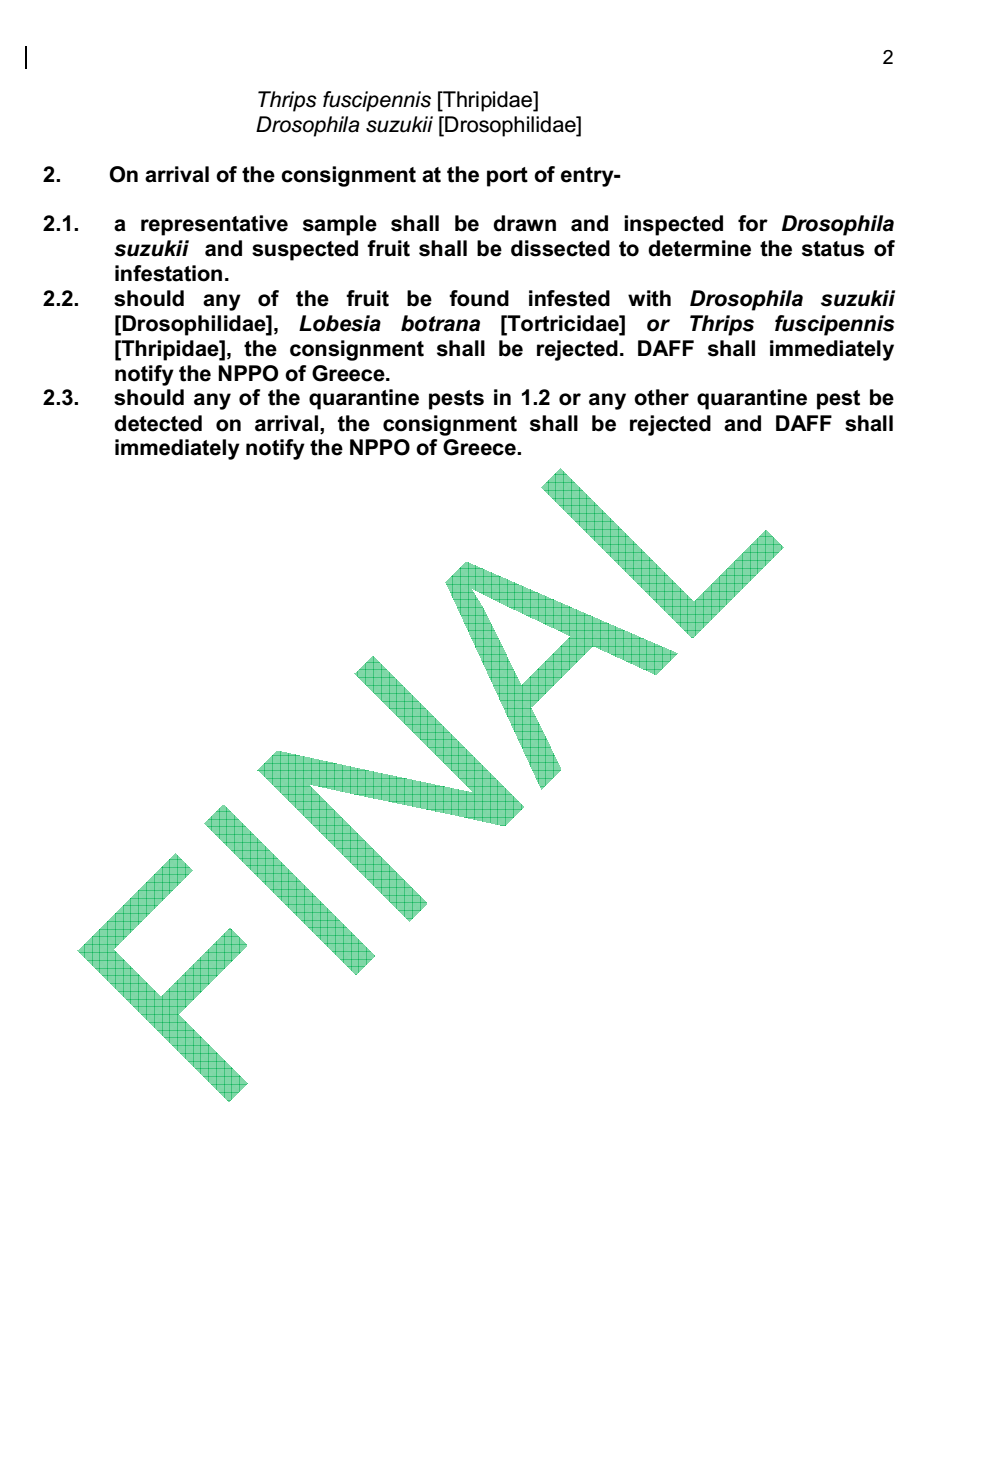 2
Thrips fuscipennis [Thripidae]
Drosophila suzukii [Drosophilidae]
2. On arrival of the consignment at the port of entry-
2.1. a representative sample shall be drawn and inspected for Drosophila
suzukii and suspected fruit shall be dissected to determine the status of
infestation.
2.2. should any of the fruit be found infested with Drosophila suzukii
[Drosophilidae], Lobesia botrana [Tortricidae] or Thrips fuscipennis
[Thripidae], the consignment shall be rejected. DAFF shall immediately
notify the NPPO of Greece.
2.3. should any of the quarantine pests in 1.2 or any other quarantine pest be
detected on arrival, the consignment shall be rejected and DAFF shall
immediately notify the NPPO of Greece.
FINAL